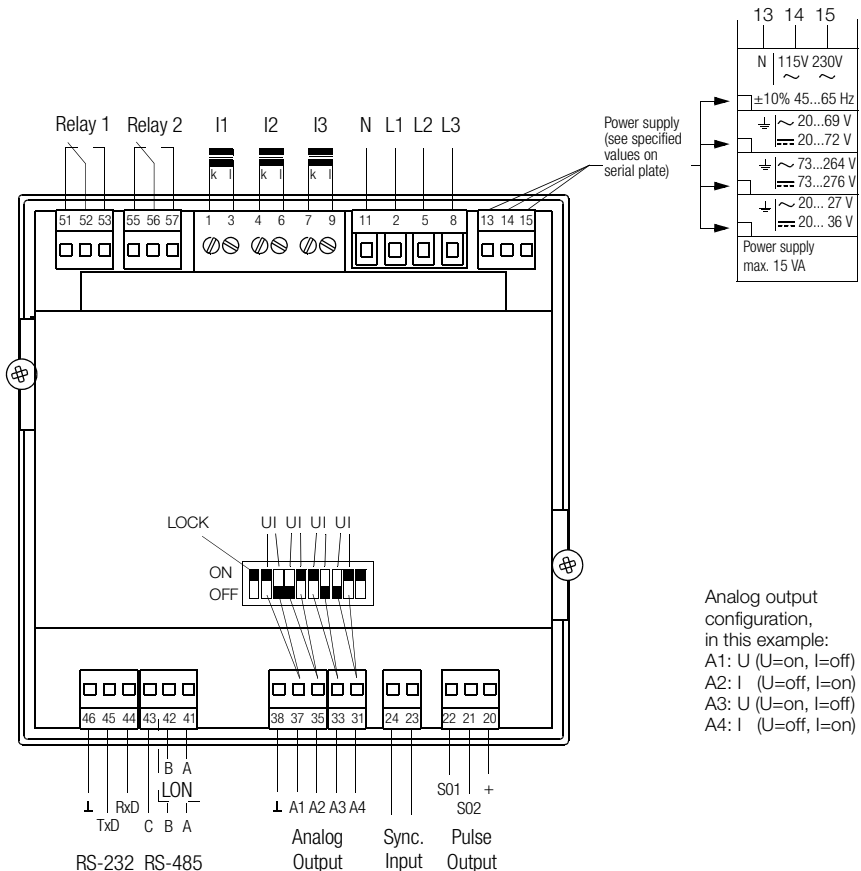 13 14 15
N 115V 230V
~ ~
±10% 45...65 Hz
~ 20...69 V
20...72 V
~ 73...264 V
73...276 V
~ 20... 27 V
20... 36 V
Power supply
max. 15 VA
Power supply
(see specified
values on
serial plate)
Relay 1 Relay 2 I1 I2 I3 N L1 L2 L3
k l k l k l
51 52 53 55 56 57 1 3 4 6 7 9 11 2 5 8 13 14 15
LOCK UI UI UI UI
ON
OFF
Analog output
configuration,
in this example:
A1: U (U=on, I=off)
A2: I (U=off, I=on)
A3: U (U=on, I=off)
A4: I (U=off, I=on)
46 45 44 43 42 41 38 37 35 33 31 24 23 22 21 20
B A
LON
RxD
TxD C B A
RS-232 RS-485
A1 A2 A3 A4
Analog
Output
Sync.
Input
S01 +
S02
Pulse
Output